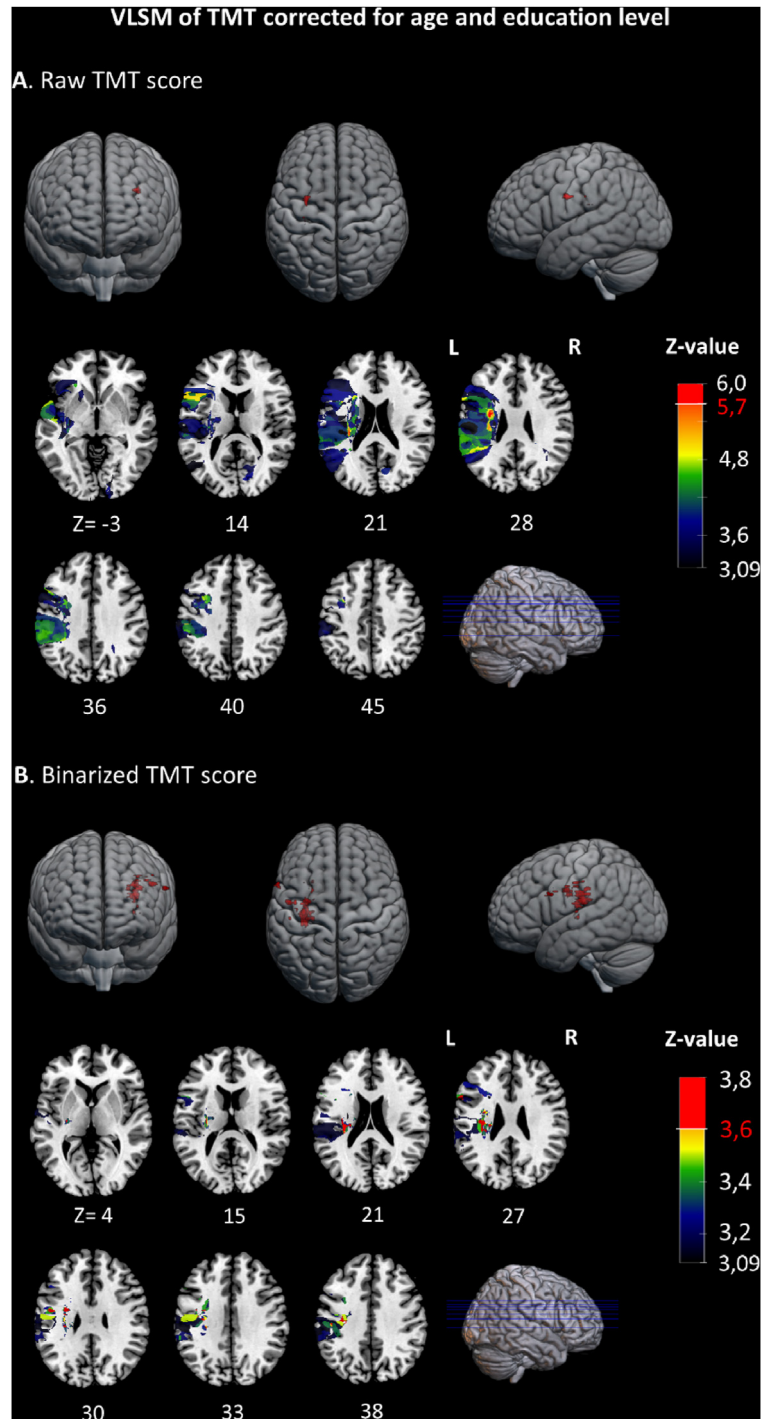 VLSM of TMT corrected for age and education level
A. Raw TMT score
L R Z-value
6,0
5,7
4,8
3,6
3,09
Z= -3 14 21 28
36 40 45
B. Binarized TMT score
L R Z-value
3,8
3,6
3,4
3,2
3,09
Z= 4 15 21 27
30 33 38